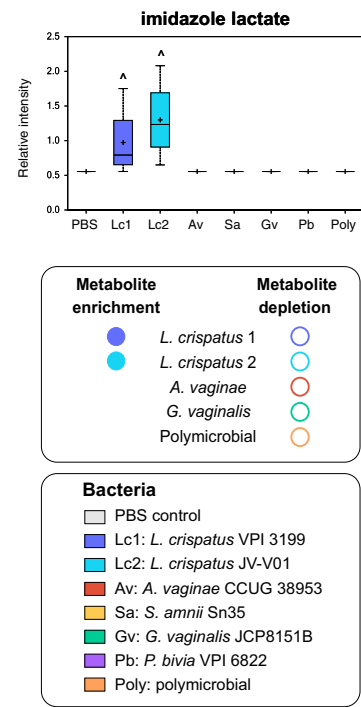 imidazole lactate
Relative intensity
2.5
2.0
1.5
1.0
0.5
0.0
^
^
PBS Lc1 Lc2 Av Sa Gv Pb Poly
Metabolite enrichment
Metabolite depletion
L. crispatus 1
L. crispatus 2
A. vaginae
G. vaginalis
Polymicrobial
Bacteria
PBS control
Lc1: L. crispatus VPI 3199
Lc2: L. crispatus JV-V01
Av: A. vaginae CCUG 38953
Sa: S. amnii Sn35
Gv: G. vaginalis JCP8151B
Pb: P. bivia VPI 6822
Poly: polymicrobial